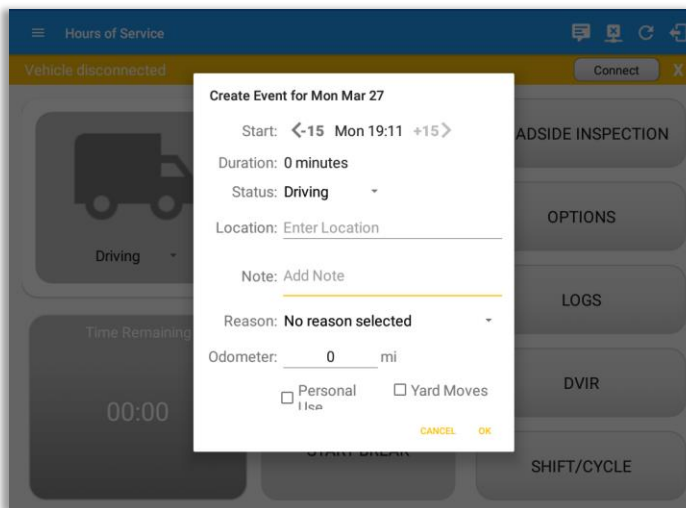 Hours of Service
Vehicle disconnected
Connect X
Create Event for Mon Mar 27
Start: -15 Mon 19:11 +15
Duration: 0 minutes
Status: Driving
Location: Enter Location
Note: Add Note
Reason: No reason selected
Odometer: 0 mi
Personal Use
Yard Moves
CANCEL OK
Driving
Time Remaining
00:00
START BREAK
ADSIDE INSPECTION
OPTIONS
LOGS
DVIR
SHIFT/CYCLE